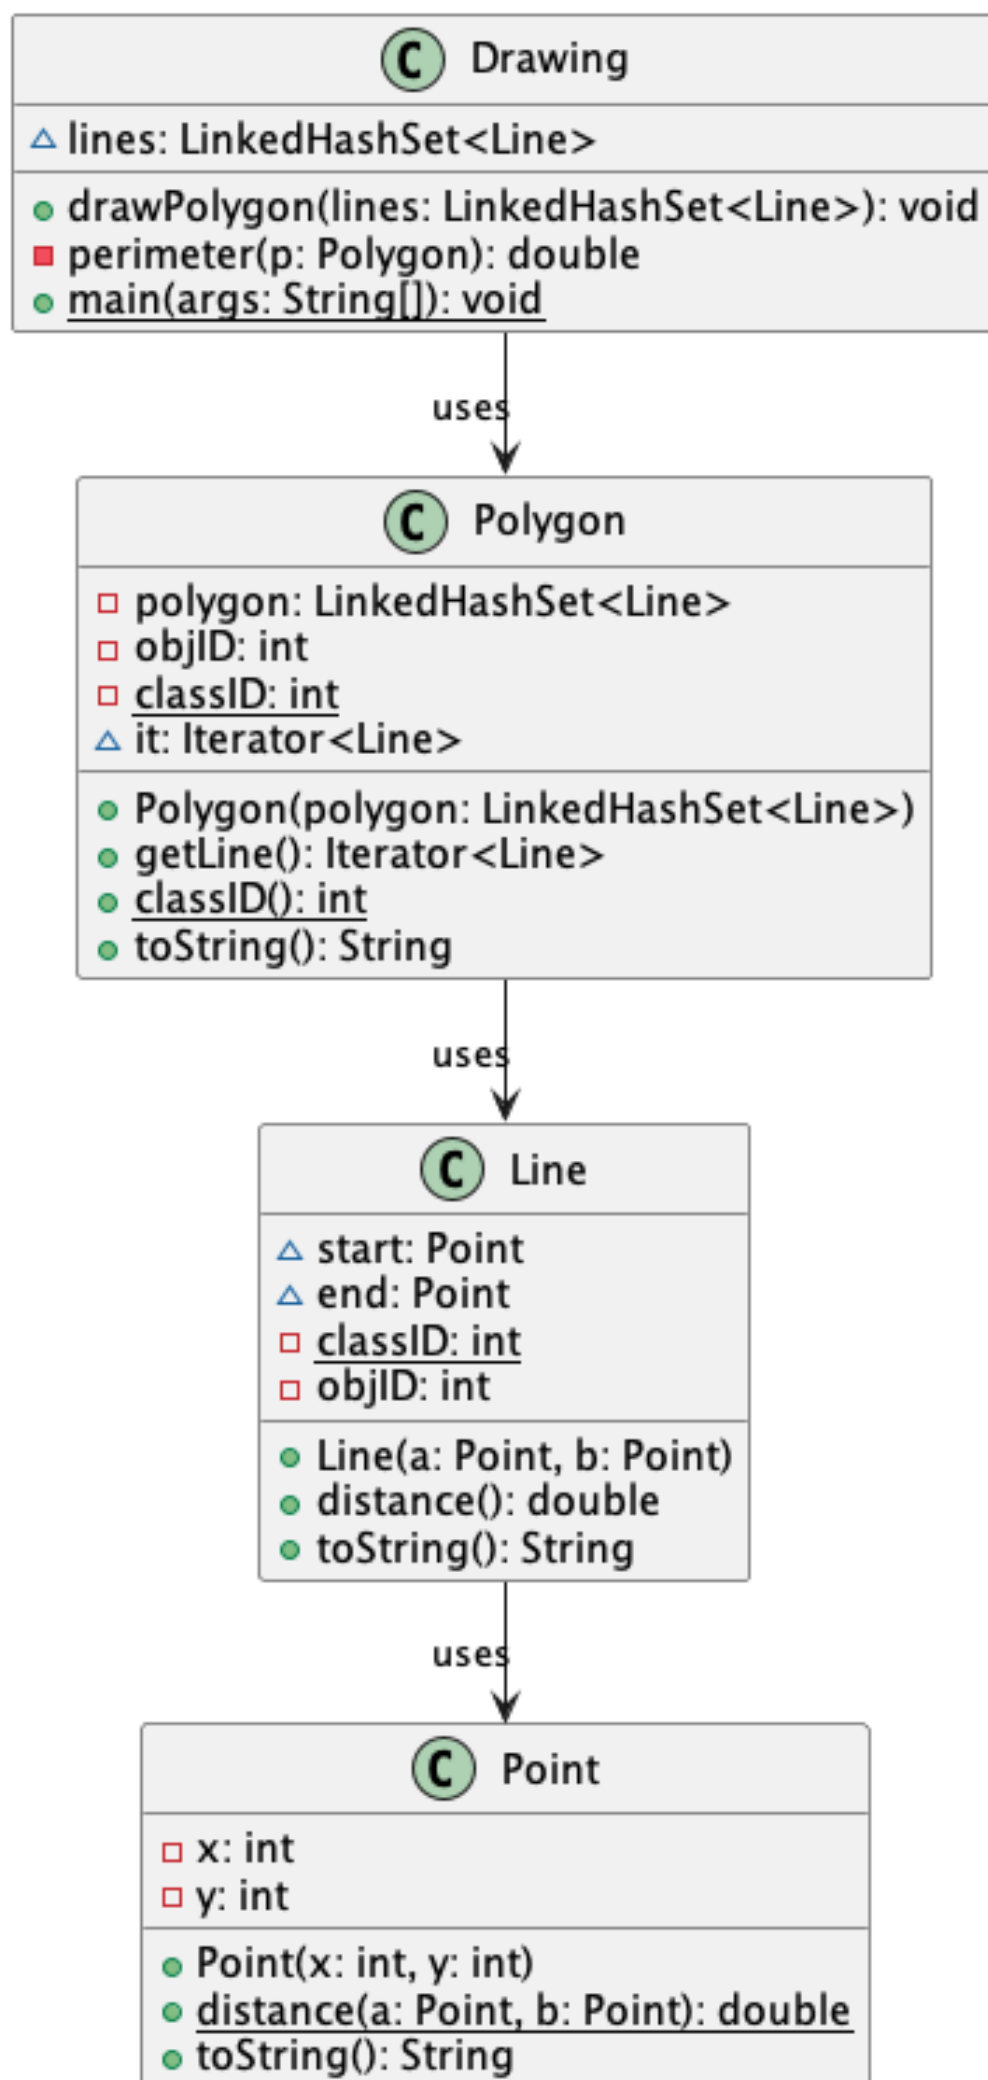 C Drawing
lines: LinkedHashSet<Line>
drawPolygon(lines: LinkedHashSet<Line>): void
perimeter(p: Polygon): double
main(args: String[]): void
uses
C Polygon
polygon: LinkedHashSet<Line>
objID: int
classID: int
it: Iterator<Line>
Polygon(polygon: LinkedHashSet<Line>)
getLine(): Iterator<Line>
classID(): int
toString(): String
uses
C Line
start: Point
end: Point
classID: int
objID: int
Line(a: Point, b: Point)
distance(): double
toString(): String
uses
C Point
x: int
y: int
Point(x: int, y: int)
distance(a: Point, b: Point): double
toString(): String